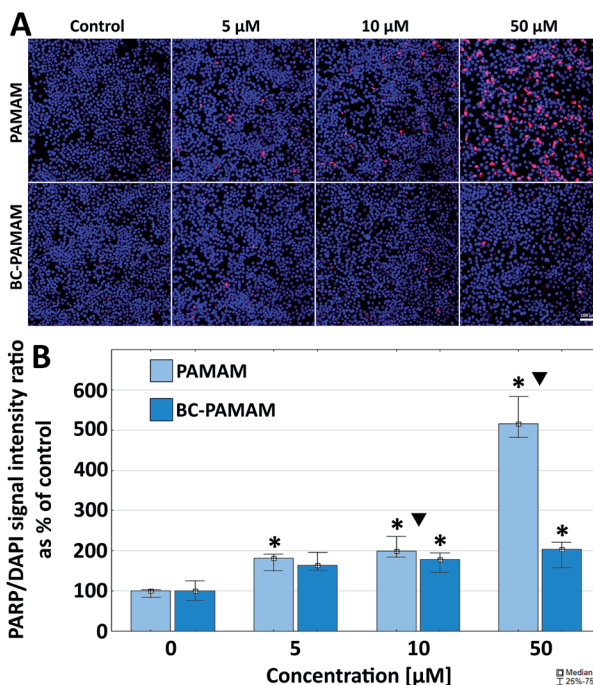 A
Control 5 µM 10 µM 50 µM
PAMAM
BC-PAMAM
B
PARP/DAPI signal intensity ratio
as % of control
600
500
400
300
200
100
0
PAMAM
BC-PAMAM
* * ▼ * * ▼ *
0 5 10 50
Concentration [µM]
Median
25%-75